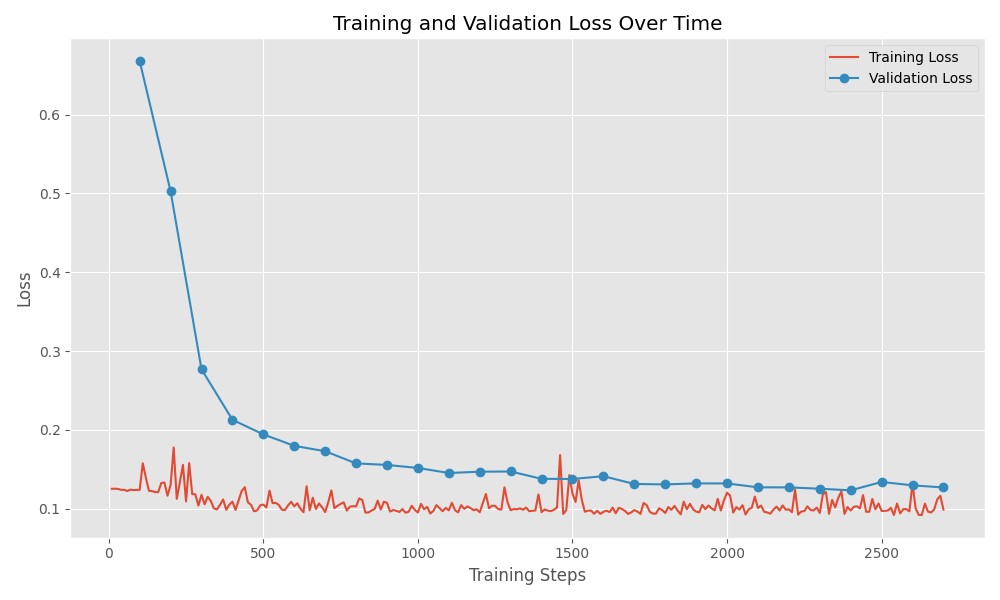 Training and Validation Loss Over Time
Training Loss
Validation Loss
Loss
0.6
0.5
0.4
0.3
0.2
0.1
0 500 1000 1500 2000 2500
Training Steps